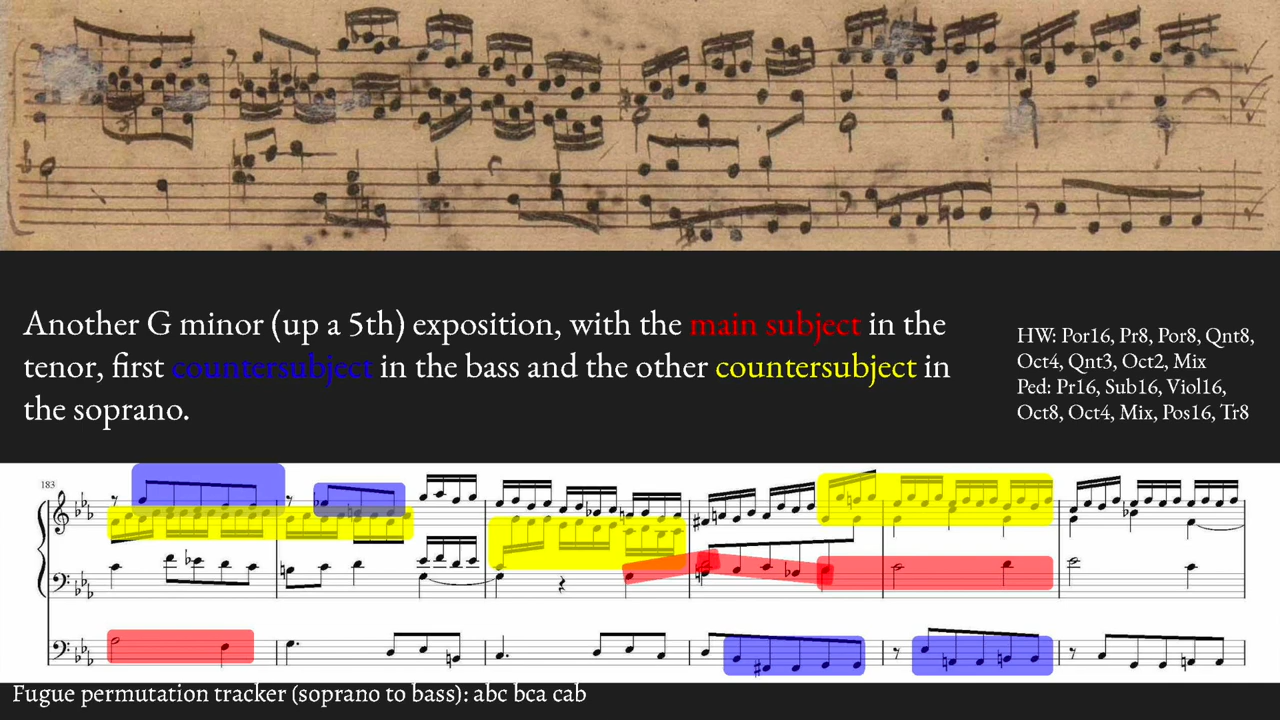 Another G minor (up a 5th) exposition, with the main subject in the
tenor, first countersubject in the bass and the other countersubject in
the soprano.
HW: Por16, Pr8, Por8, Qnt8,
Oct4, Qnt3, Oct2, Mix
Ped: Pr16, Sub16, Viol16,
Oct8, Oct4, Mix, Pos16, Tr8
183
Fugue permutation tracker (soprano to bass): abc bca cab